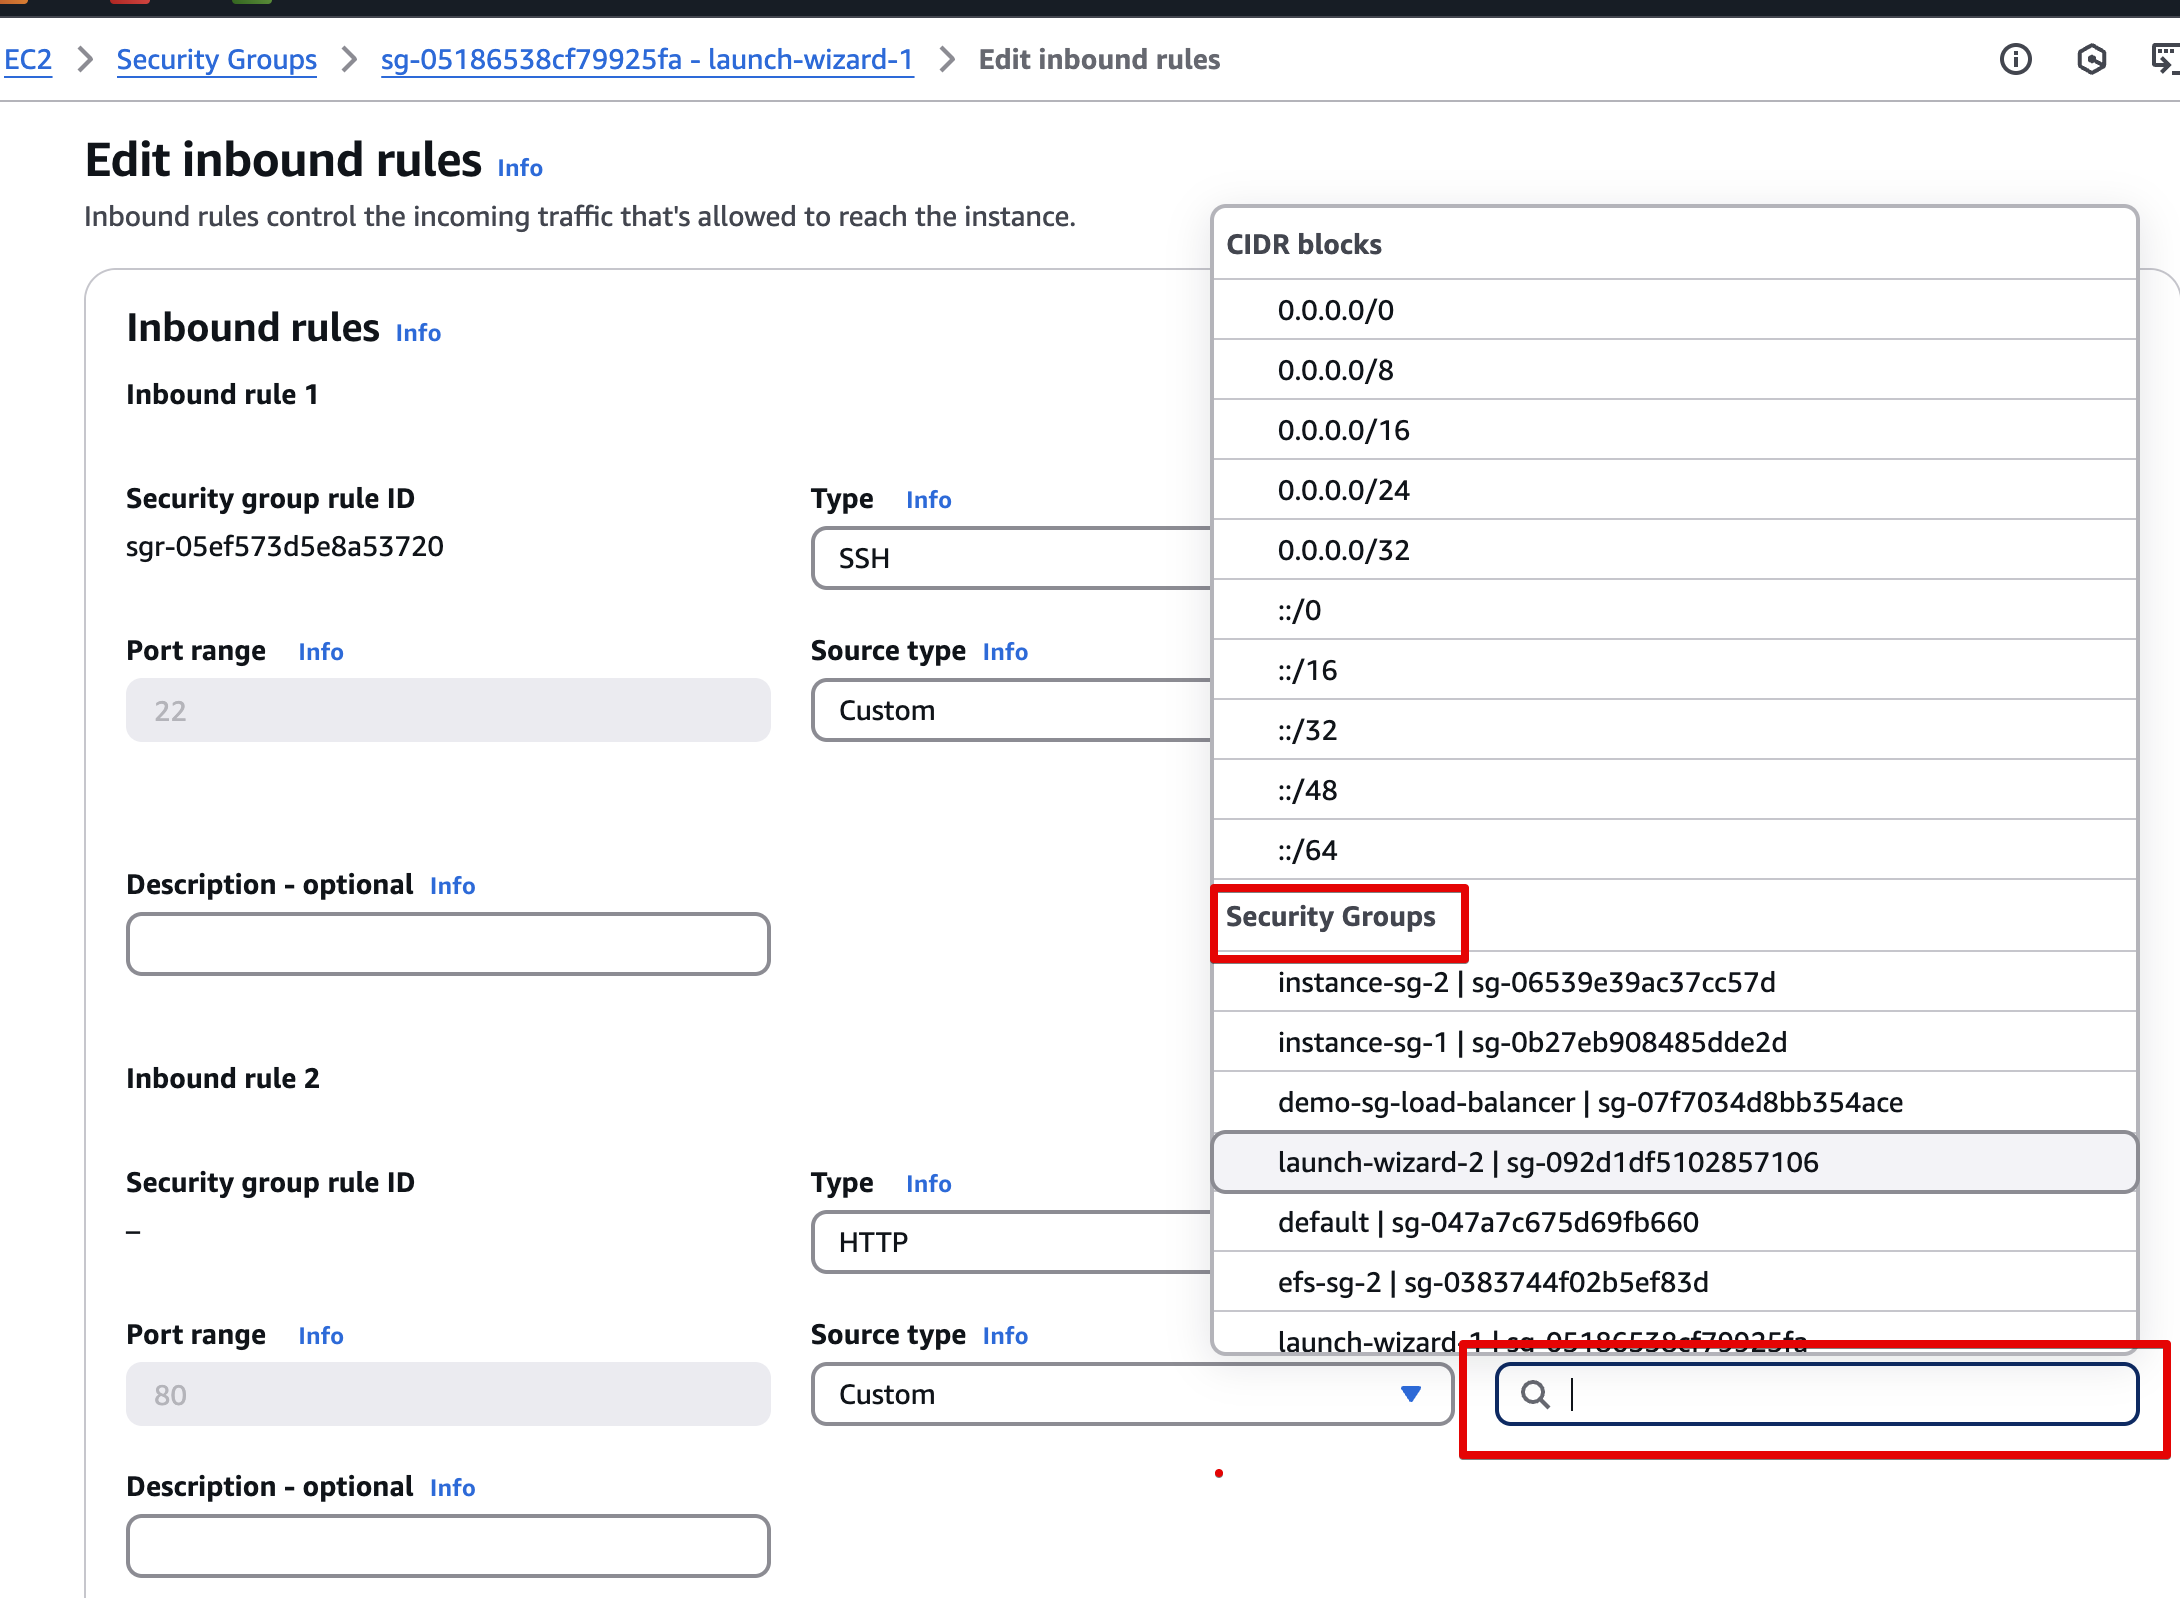 EC2 > Security Groups > sg-05186538cf79925fa - launch-wizard-1 > Edit inbound rules
Edit inbound rules Info
Inbound rules control the incoming traffic that's allowed to reach the instance.
Inbound rules Info
Inbound rule 1
Security group rule ID
sgr-05ef573d5e8a53720
Type Info
SSH
Port range Info
22
Source type Info
Custom
Description - optional Info
Inbound rule 2
Security group rule ID
–
Type Info
HTTP
Port range Info
80
Source type Info
Custom
Description - optional Info
CIDR blocks
0.0.0.0/0
0.0.0.0/8
0.0.0.0/16
0.0.0.0/24
0.0.0.0/32
::/0
::/16
::/32
::/48
::/64
Security Groups
instance-sg-2 | sg-06539e39ac37cc57d
instance-sg-1 | sg-0b27eb908485dde2d
demo-sg-load-balancer | sg-07f7034d8bb354ace
launch-wizard-2 | sg-092d1df5102857106
default | sg-047a7c675d69fb660
efs-sg-2 | sg-0383744f02b5ef83d
launch-wizard-1 | sg-05186538cf79925fa